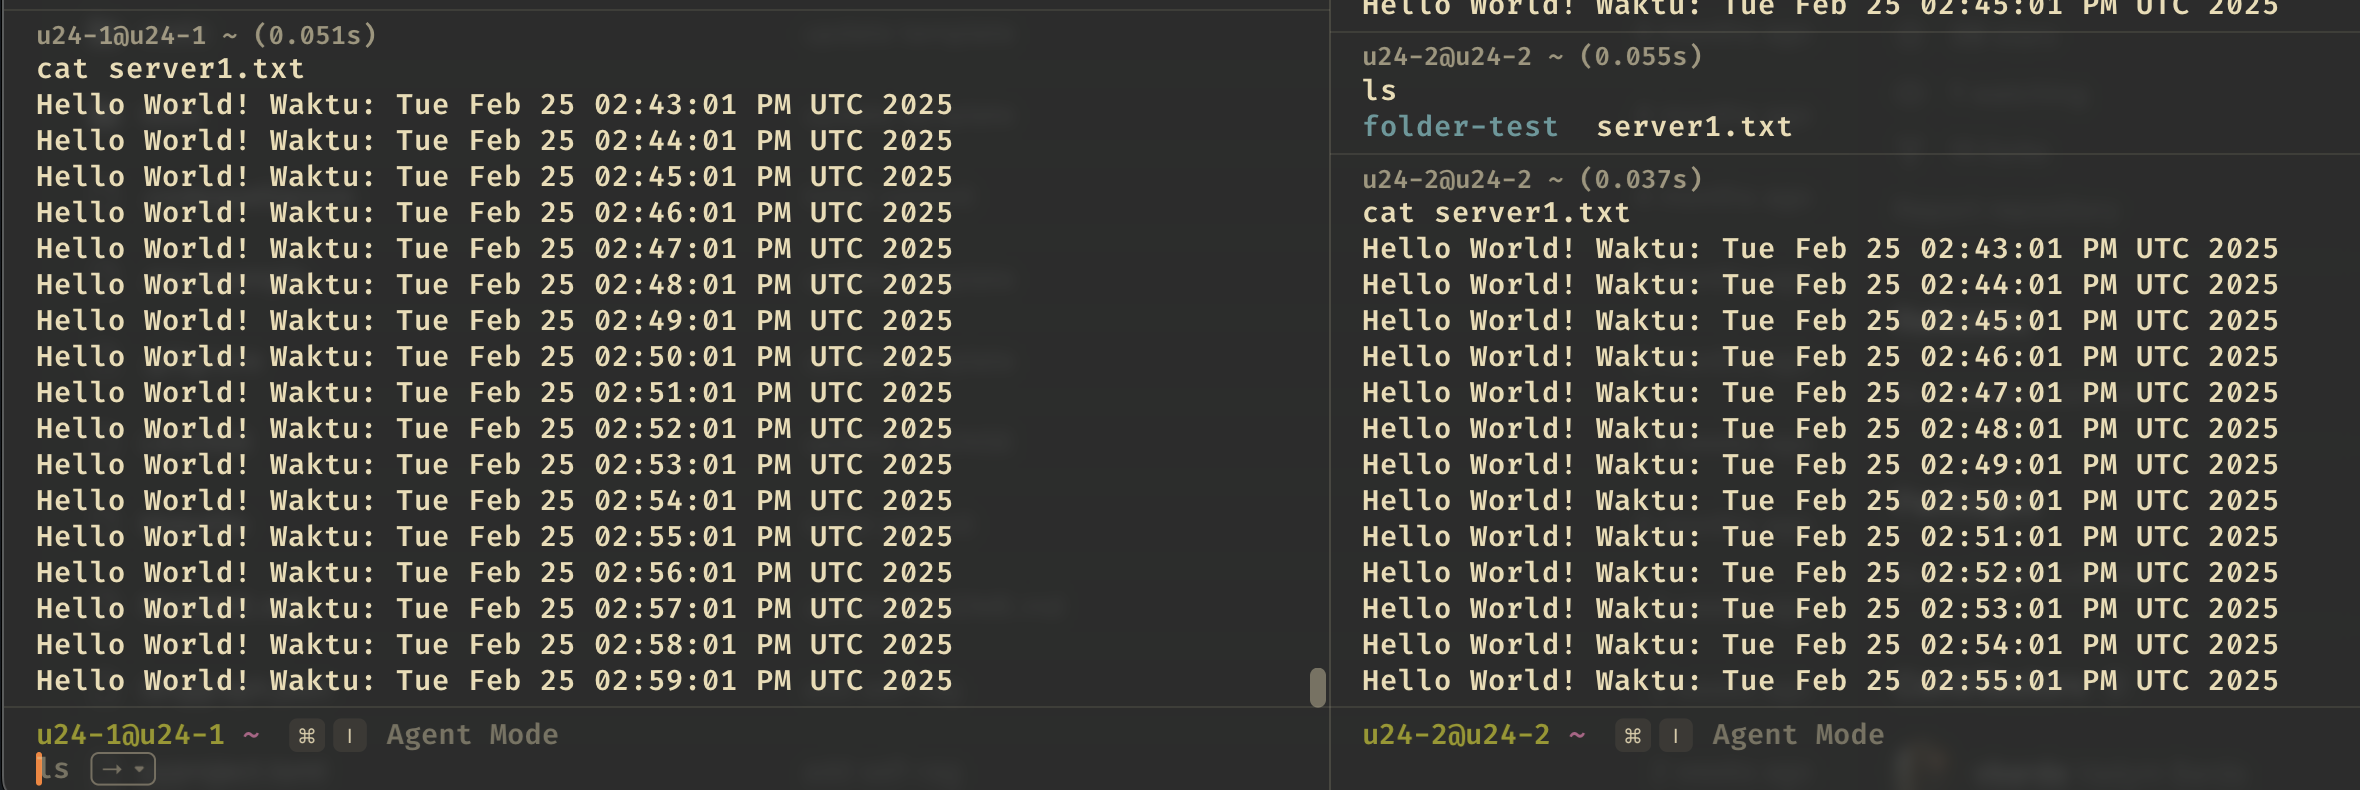 u24-1@u24-1 ~ (0.051s)
cat server1.txt
Hello World! Waktu: Tue Feb 25 02:43:01 PM UTC 2025
Hello World! Waktu: Tue Feb 25 02:44:01 PM UTC 2025
Hello World! Waktu: Tue Feb 25 02:45:01 PM UTC 2025
Hello World! Waktu: Tue Feb 25 02:46:01 PM UTC 2025
Hello World! Waktu: Tue Feb 25 02:47:01 PM UTC 2025
Hello World! Waktu: Tue Feb 25 02:48:01 PM UTC 2025
Hello World! Waktu: Tue Feb 25 02:49:01 PM UTC 2025
Hello World! Waktu: Tue Feb 25 02:50:01 PM UTC 2025
Hello World! Waktu: Tue Feb 25 02:51:01 PM UTC 2025
Hello World! Waktu: Tue Feb 25 02:52:01 PM UTC 2025
Hello World! Waktu: Tue Feb 25 02:53:01 PM UTC 2025
Hello World! Waktu: Tue Feb 25 02:54:01 PM UTC 2025
Hello World! Waktu: Tue Feb 25 02:55:01 PM UTC 2025
Hello World! Waktu: Tue Feb 25 02:56:01 PM UTC 2025
Hello World! Waktu: Tue Feb 25 02:57:01 PM UTC 2025
Hello World! Waktu: Tue Feb 25 02:58:01 PM UTC 2025
Hello World! Waktu: Tue Feb 25 02:59:01 PM UTC 2025
u24-1@u24-1 ~ ⌘ I Agent Mode
ls →
Hello World! Waktu: Tue Feb 25 02:45:01 PM UTC 2025
u24-2@u24-2 ~ (0.055s)
ls
folder-test server1.txt
u24-2@u24-2 ~ (0.037s)
cat server1.txt
Hello World! Waktu: Tue Feb 25 02:43:01 PM UTC 2025
Hello World! Waktu: Tue Feb 25 02:44:01 PM UTC 2025
Hello World! Waktu: Tue Feb 25 02:45:01 PM UTC 2025
Hello World! Waktu: Tue Feb 25 02:46:01 PM UTC 2025
Hello World! Waktu: Tue Feb 25 02:47:01 PM UTC 2025
Hello World! Waktu: Tue Feb 25 02:48:01 PM UTC 2025
Hello World! Waktu: Tue Feb 25 02:49:01 PM UTC 2025
Hello World! Waktu: Tue Feb 25 02:50:01 PM UTC 2025
Hello World! Waktu: Tue Feb 25 02:51:01 PM UTC 2025
Hello World! Waktu: Tue Feb 25 02:52:01 PM UTC 2025
Hello World! Waktu: Tue Feb 25 02:53:01 PM UTC 2025
Hello World! Waktu: Tue Feb 25 02:54:01 PM UTC 2025
Hello World! Waktu: Tue Feb 25 02:55:01 PM UTC 2025
u24-2@u24-2 ~ ⌘ I Agent Mode